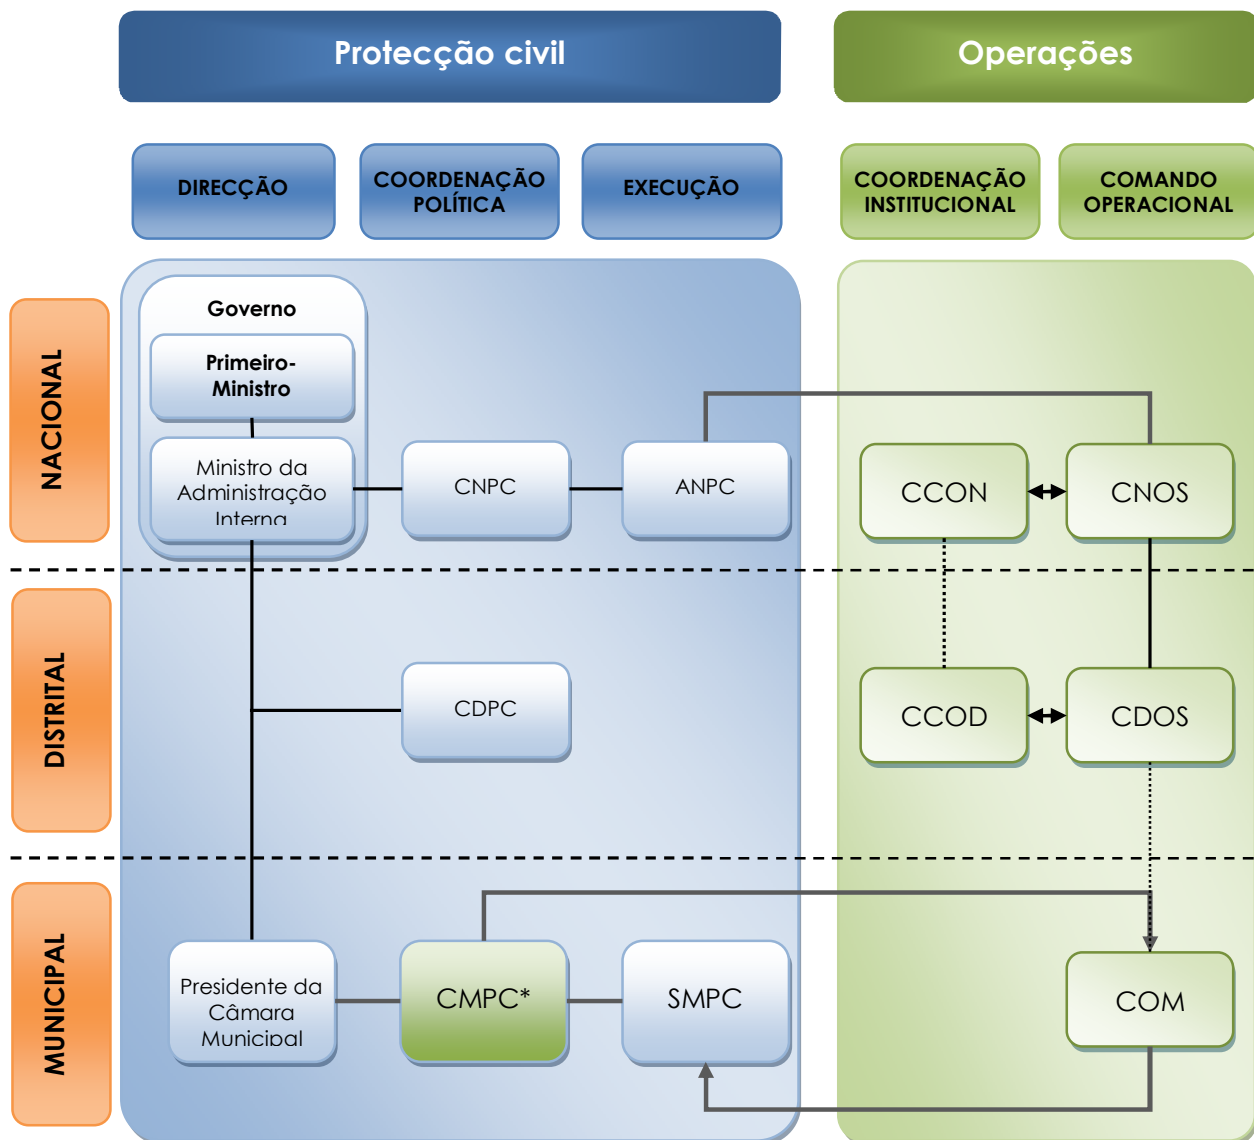 Protecção civil
Operações
DIRECÇÃO
COORDENAÇÃO
POLÍTICA
EXECUÇÃO
COORDENAÇÃO
INSTITUCIONAL
COMANDO
OPERACIONAL
NACIONAL
Governo
Primeiro-
Ministro
Ministro da
Administração
Interna
CNPC
ANPC
CCON
CNOS
DISTRITAL
CDPC
CCOD
CDOS
MUNICIPAL
Presidente da
Câmara
Municipal
CMPC*
SMPC
COM